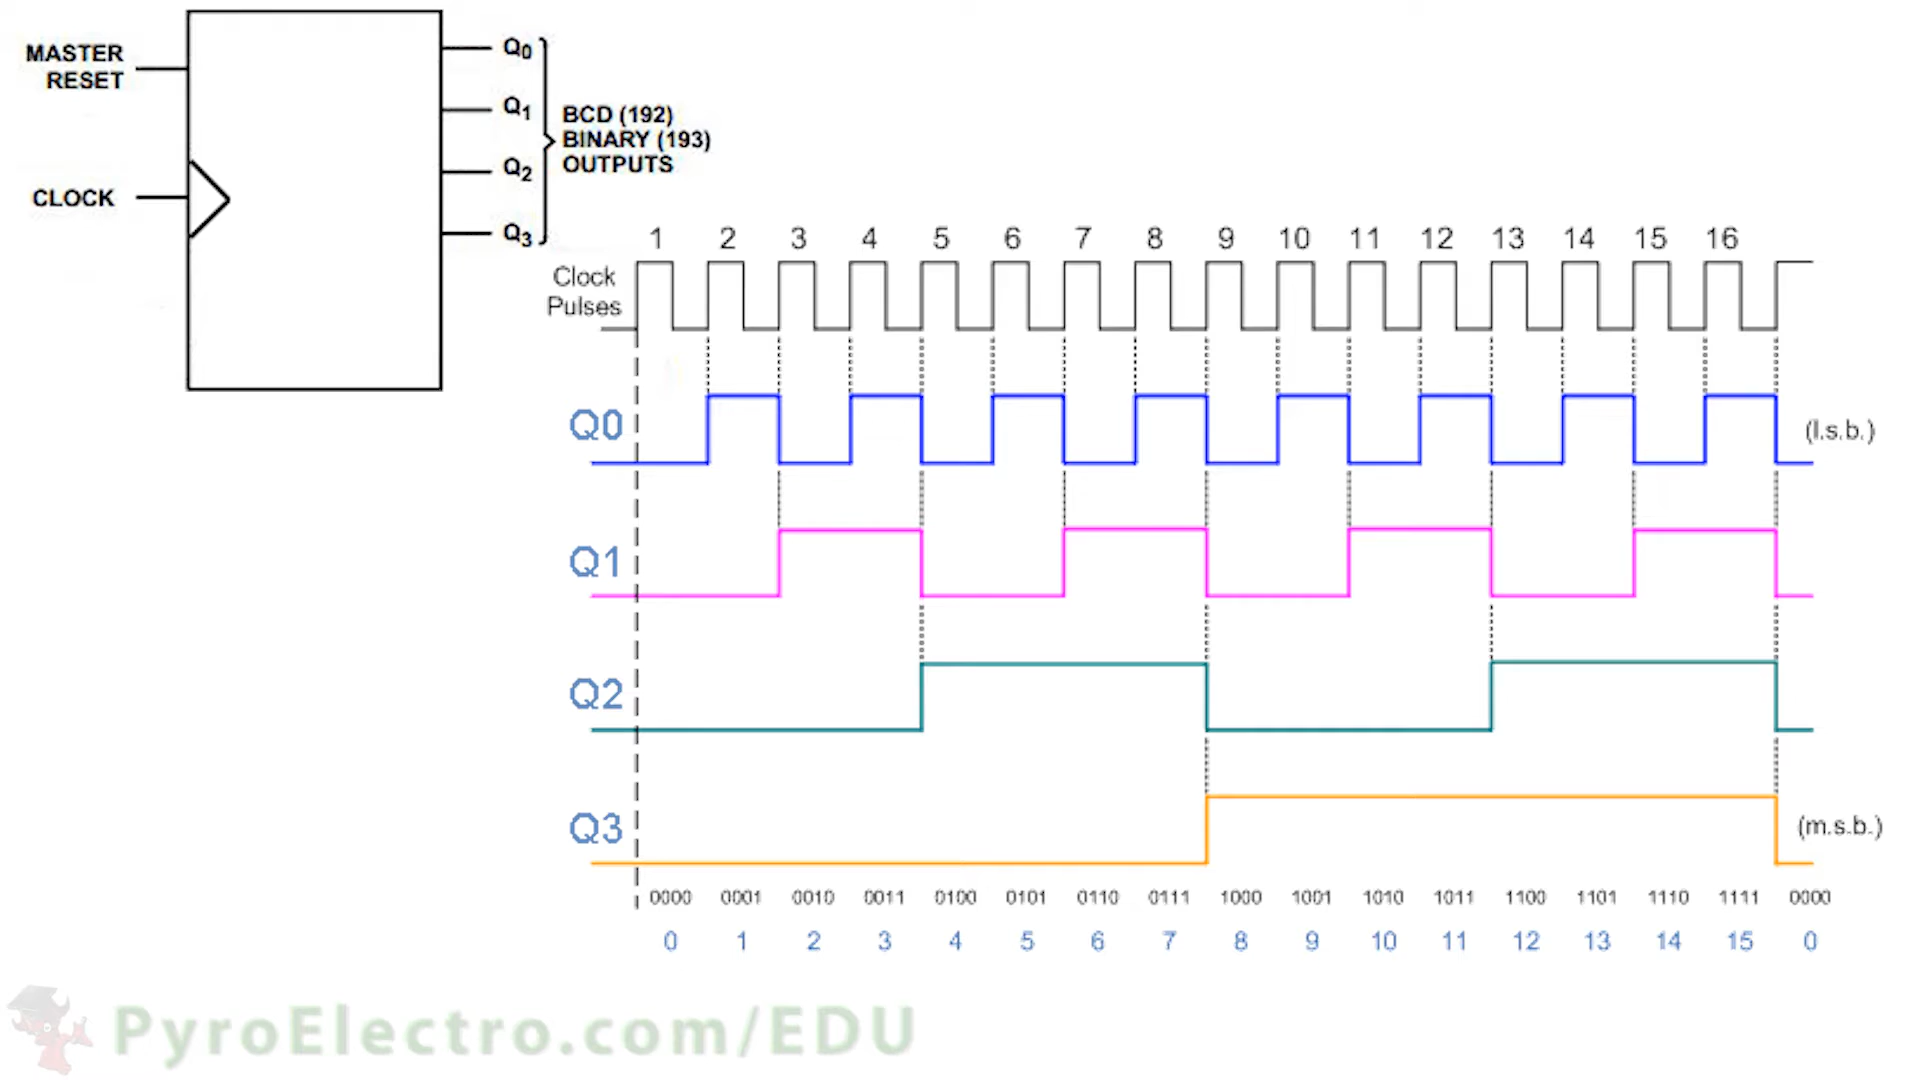 MASTER
RESET
CLOCK
Q0
Q1
Q2
Q3
BCD (192)
BINARY (193)
OUTPUTS
1 2 3 4 5 6 7 8 9 10 11 12 13 14 15 16
Clock
Pulses
Q0 (l.s.b.)
Q1
Q2
Q3 (m.s.b.)
0000 0001 0010 0011 0100 0101 0110 0111 1000 1001 1010 1011 1100 1101 1110 1111 0000
0 1 2 3 4 5 6 7 8 9 10 11 12 13 14 15 0
PyroElectro.com/EDU